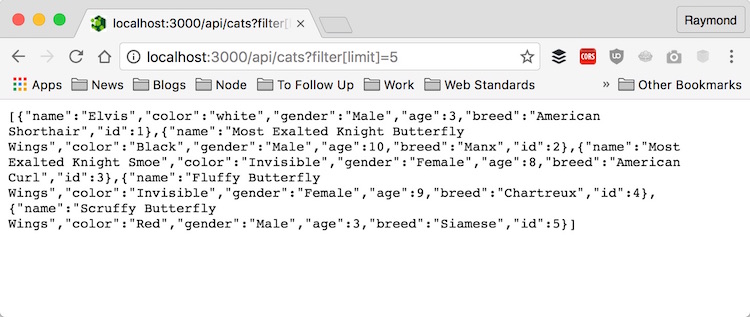 localhost:3000/api/cats?filter[l
Raymond
localhost:3000/api/cats?filter[limit]=5
CORS
Apps News Blogs Node To Follow Up Work Web Standards » Other Bookmarks
[{"name":"Elvis","color":"white","gender":"Male","age":3,"breed":"American
Shorthair","id":1},{"name":"Most Exalted Knight Butterfly
Wings","color":"Black","gender":"Male","age":10,"breed":"Manx","id":2},{"name":"Most
Exalted Knight Smoe","color":"Invisible","gender":"Female","age":8,"breed":"American
Curl","id":3},{"name":"Fluffy Butterfly
Wings","color":"Invisible","gender":"Female","age":9,"breed":"Chartreux","id":4},
{"name":"Scruffy Butterfly
Wings","color":"Red","gender":"Male","age":3,"breed":"Siamese","id":5}]